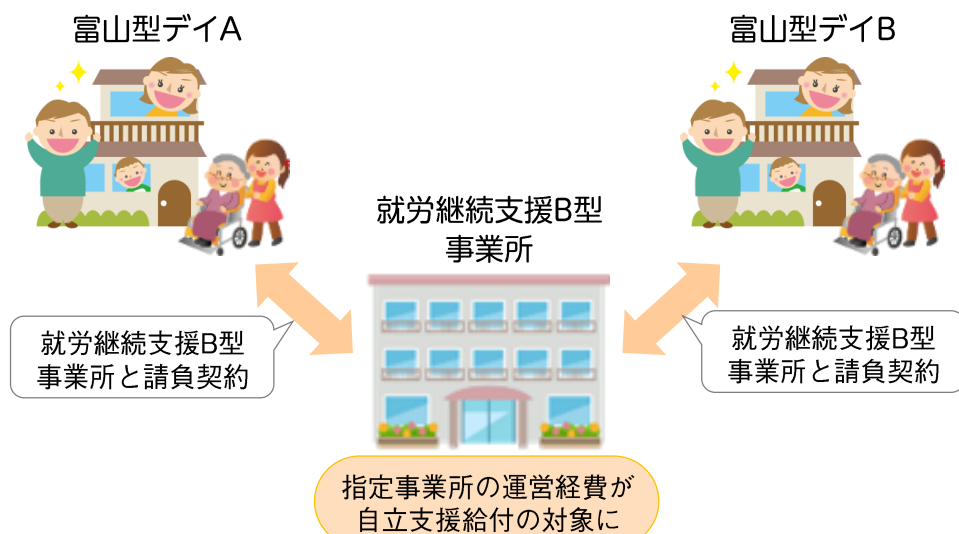 富山型デイA
富山型デイB
就労継続支援B型
事業所
就労継続支援B型
事業所と請負契約
就労継続支援B型
事業所と請負契約
指定事業所の運営経費が
自立支援給付の対象に